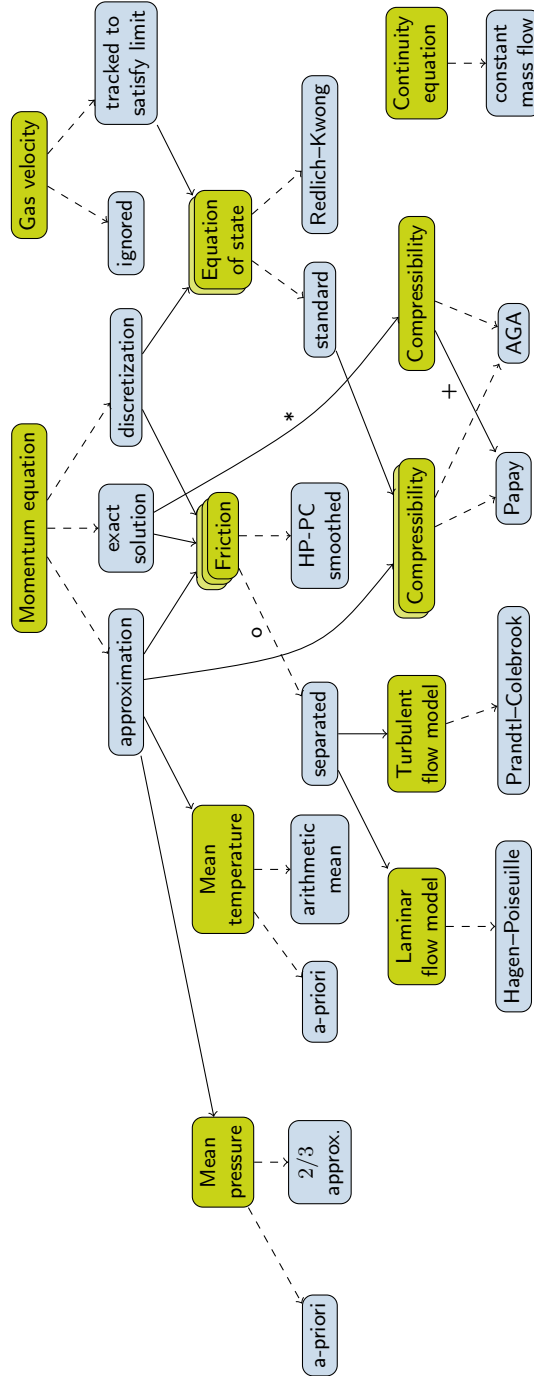 Momentum equation
Gas velocity
approximation
exact
solution
discretization
ignored
tracked to
satisfy limit
Mean
pressure
Mean
temperature
Friction
Equation
of state
a-priori
2/3
approx.
a-priori
arithmetic
mean
separated
HP-PC
smoothed
standard
Redlich–Kwong
o
*
Laminar
flow model
Turbulent
flow model
Compressibility
Compressibility
Continuity
equation
+
Hagen–Poiseuille
Prandtl–Colebrook
Papay
AGA
constant
mass flow